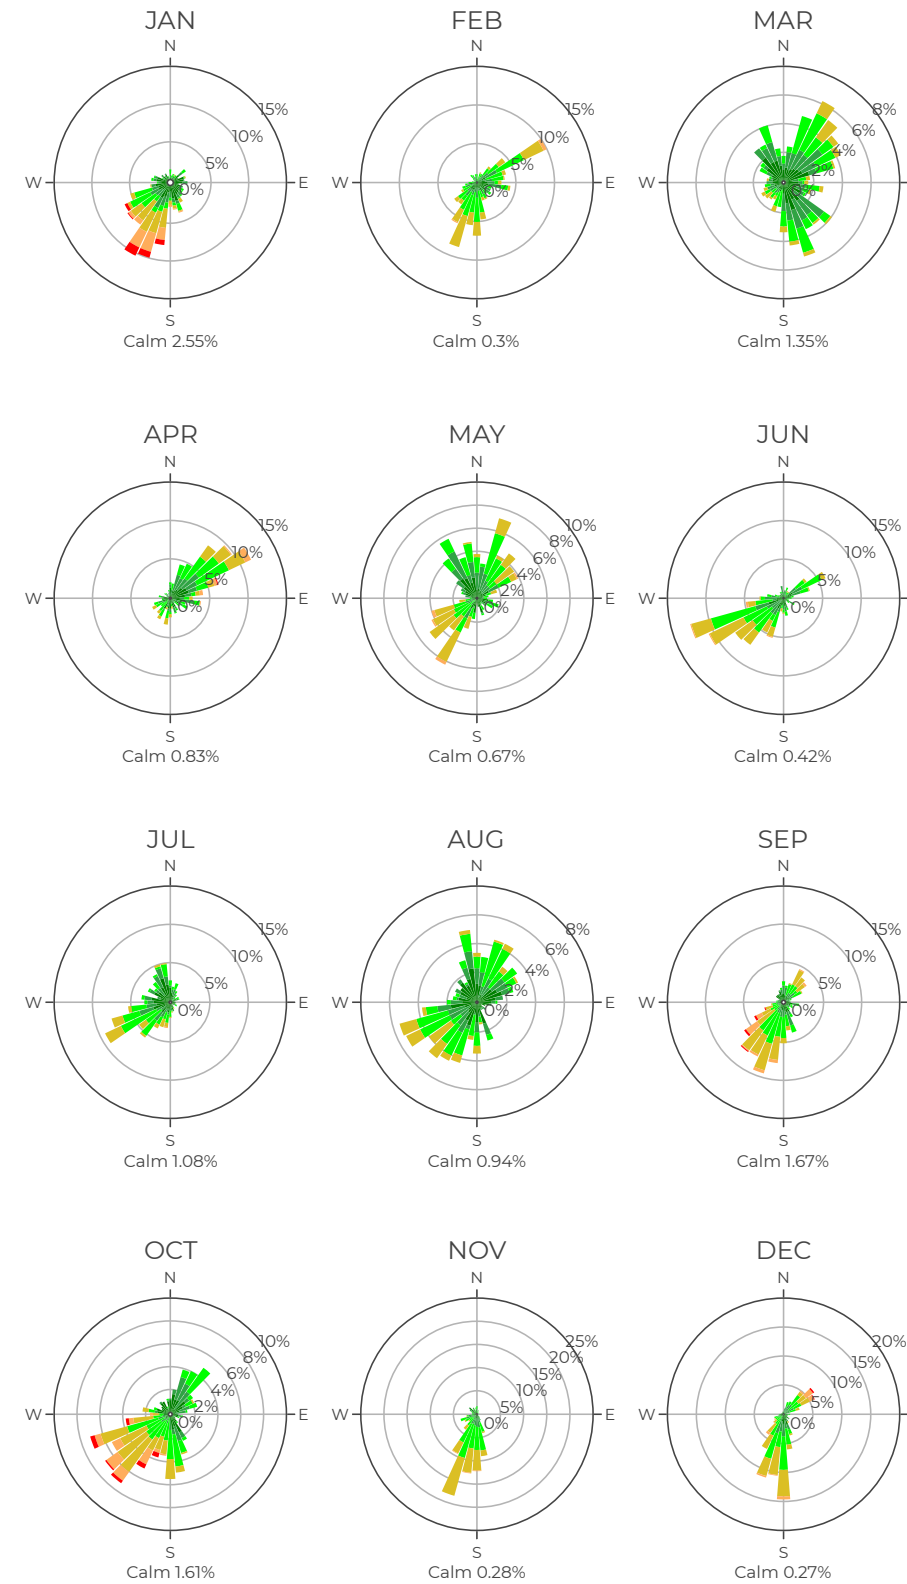 JAN FEB MAR
N N N
15% 15% 8%
10% 10% 6%
5% 5% 4%
2%
W 0% E W 0% E W 0%
S S S
Calm 2.55% Calm 0.3% Calm 1.35%
APR MAY JUN
N N N
15% 10% 15%
8%
10% 6% 10%
5% 4% 5%
2%
W 0% E W 0% E W 0%
S S S
Calm 0.83% Calm 0.67% Calm 0.42%
JUL AUG SEP
N N N
15% 8% 15%
10% 6% 10%
5% 4% 5%
2%
W 0% E W 0% E W 0%
S S S
Calm 1.08% Calm 0.94% Calm 1.67%
OCT NOV DEC
N N N
10% 25% 20%
8% 20% 15%
6% 15% 10%
4% 10% 5%
2% 5%
W 0% E W 0% E W 0%
S S S
Calm 1.61% Calm 0.28% Calm 0.27%